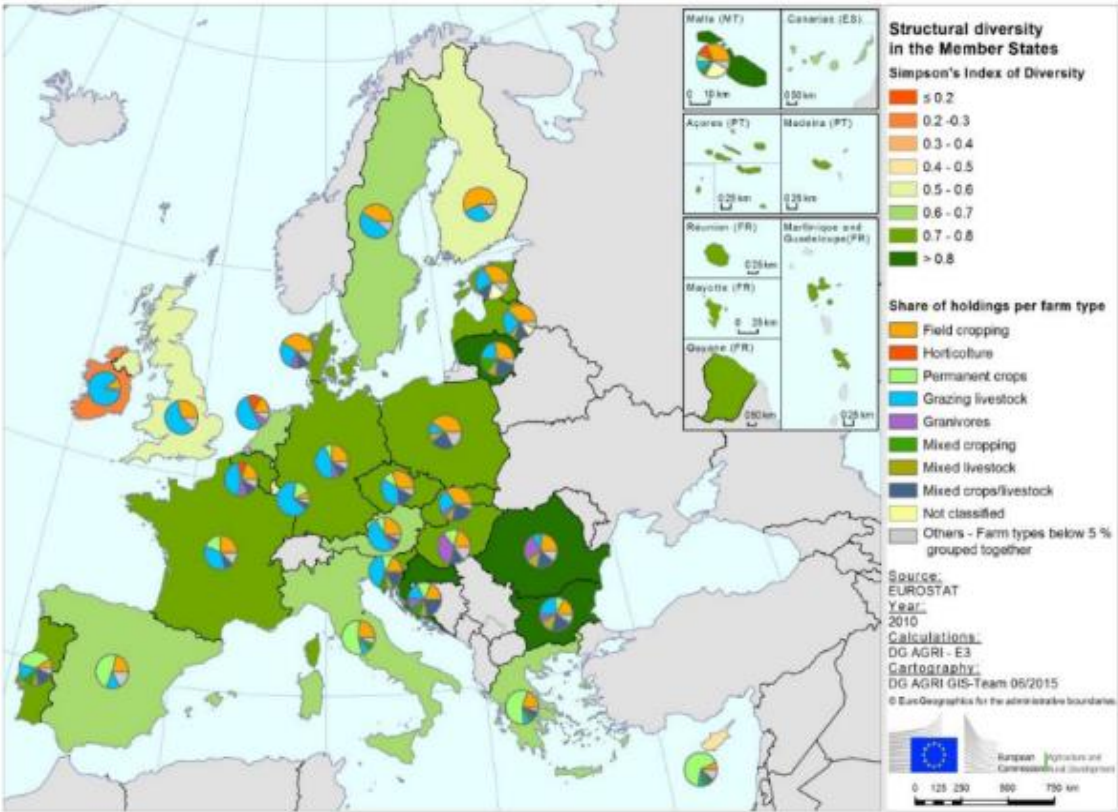 Malta (MT)
0 10 km
Canarias (ES)
0 50 km
Açores (PT)
0 25 km
Madeira (PT)
0 25 km
Réunion (FR)
0 25 km
Mayotte (FR)
0 25 km
Guyane (FR)
0 50 km
Martinique and
Guadeloupe(FR)
0 25 km
Structural diversity
in the Member States
Simpson's Index of Diversity
≤ 0.2
0.2 -0.3
0.3 - 0.4
0.4 - 0.5
0.5 - 0.6
0.6 - 0.7
0.7 - 0.8
> 0.8
Share of holdings per farm type
Field cropping
Horticulture
Permanent crops
Grazing livestock
Granivores
Mixed cropping
Mixed livestock
Mixed crops/livestock
Not classified
Others - Farm types below 5 %
grouped together
Source:
EUROSTAT
Year:
2010
Calculations:
DG AGRI - E3
Cartography:
DG AGRI GIS-Team 06/2015
© EuroGeographics for the administrative boundaries
European
Commission
Agriculture and
Rural Development
0 125 250 500 750 km